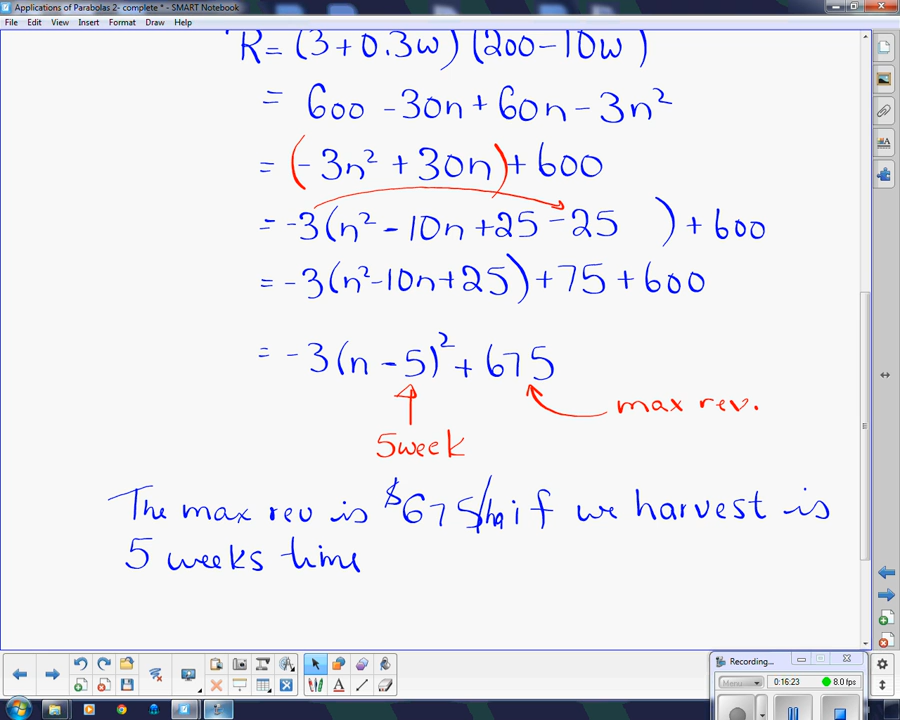 Applications of Parabolas 2- complete * - SMART Notebook
File Edit View Insert Format Draw Help
R= (3+0.3w) (200-10w)
= 600 -30n + 60n - 3n²
= (-3n² + 30n) + 600
= -3(n² - 10n + 25 - 25 ) + 600
= -3(n²-10n+25) + 75 + 600
= -3(n - 5)² + 675
max rev.
5week
The max rev is $675/ha if we harvest is
5 weeks time
Recording...
Menu 0:16:23 8.0 fps